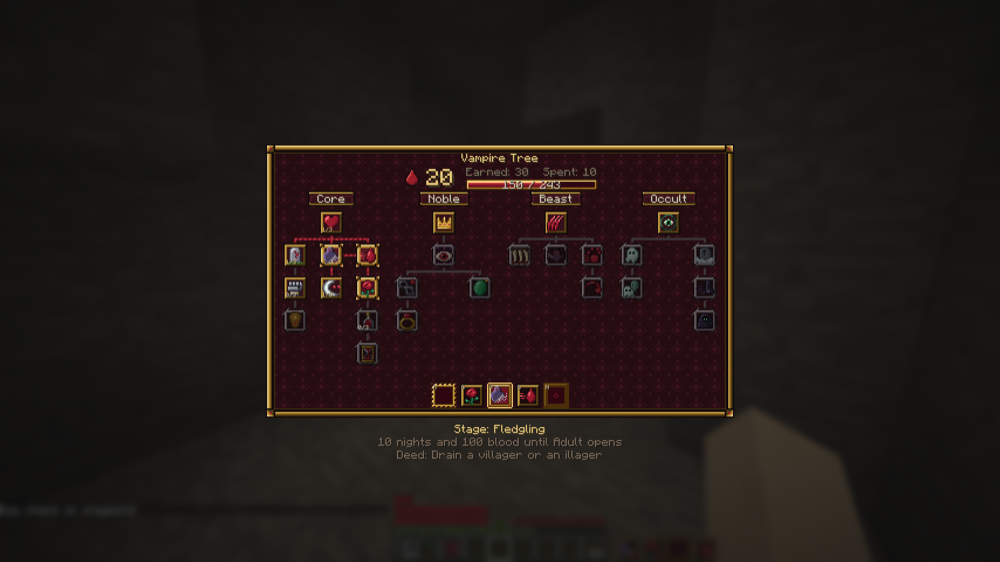 Vampire Tree
20
Earned: 30 Spent: 10
150 / 243
Core
Noble
Beast
Occult
Stage: Fledgling
10 nights and 100 blood until Adult opens
Deed: Drain a villager or an illager